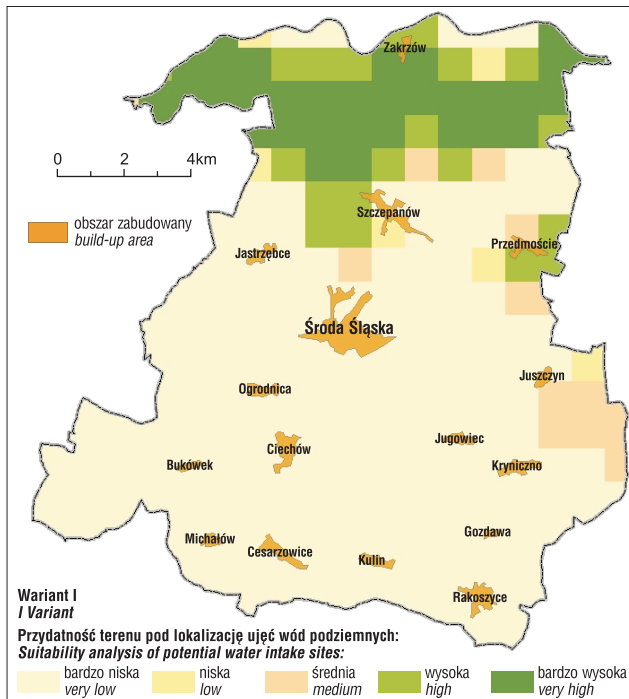 Zakrzów
0 2 4km
obszar zabudowany
build-up area
Szczepanów
Przedmoście
Jastrzębce
Środa Śląska
Juszczyn
Ogrodnica
Jugowiec
Ciechów
Bukówek
Kryniczno
Gozdawa
Michałów
Cesarzowice
Kulin
Rakoszyce
Wariant I
I Variant
Przydatność terenu pod lokalizację ujęć wód podziemnych:
Suitability analysis of potential water intake sites:
bardzo niska niska średnia wysoka bardzo wysoka
very low low medium high very high